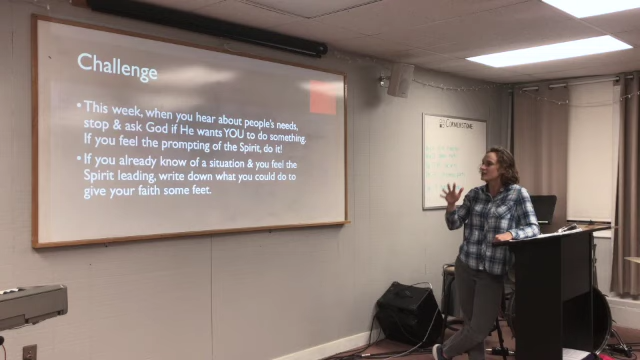 Challenge
• This week, when you hear about people's needs,
stop & ask God if He wants YOU to do something.
If you feel the prompting of the Spirit, do it!
• If you already know of a situation & you feel the
Spirit leading, write down what you could do to
give your faith some feet.
CORNERSTONE